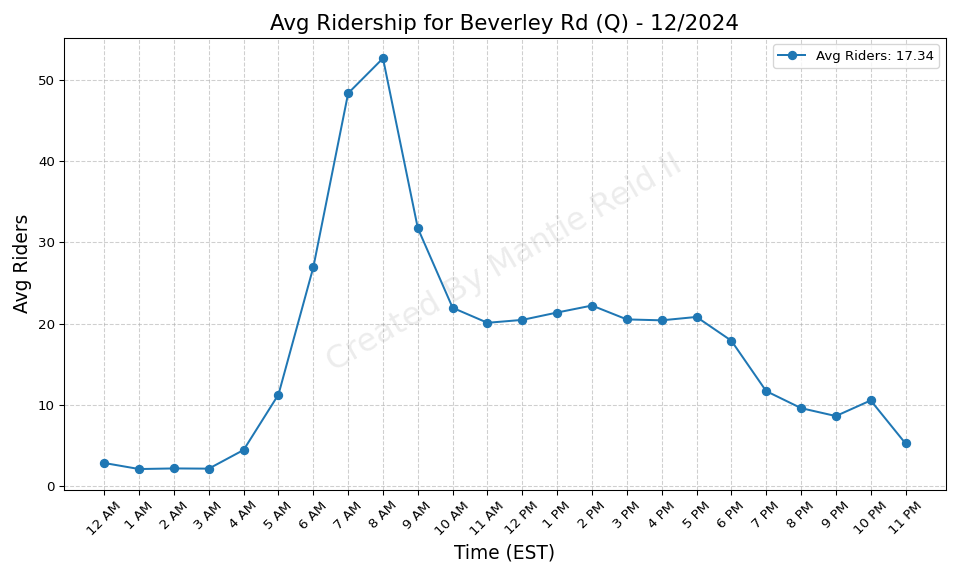 Avg Ridership for Beverley Rd (Q) - 12/2024
Avg Riders: 17.34
Avg Riders
50
40
30
20
10
0
Created By Mantie Reid II
12 AM
1 AM
2 AM
3 AM
4 AM
5 AM
6 AM
7 AM
8 AM
9 AM
10 AM
11 AM
12 PM
1 PM
2 PM
3 PM
4 PM
5 PM
6 PM
7 PM
8 PM
9 PM
10 PM
11 PM
Time (EST)